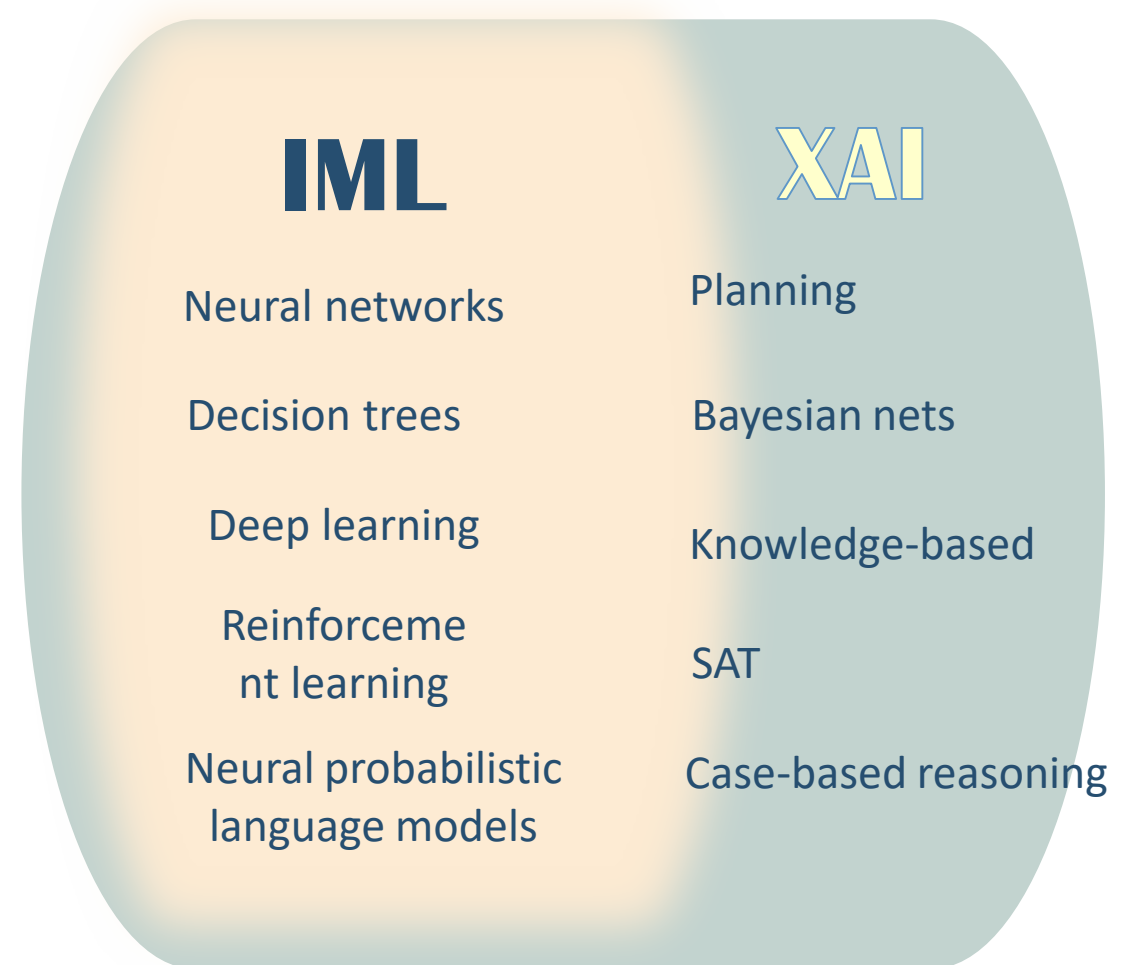 IML
Neural networks
Decision trees
Deep learning
Reinforceme
nt learning
Neural probabilistic
language models
XAI
Planning
Bayesian nets
Knowledge-based
SAT
Case-based reasoning